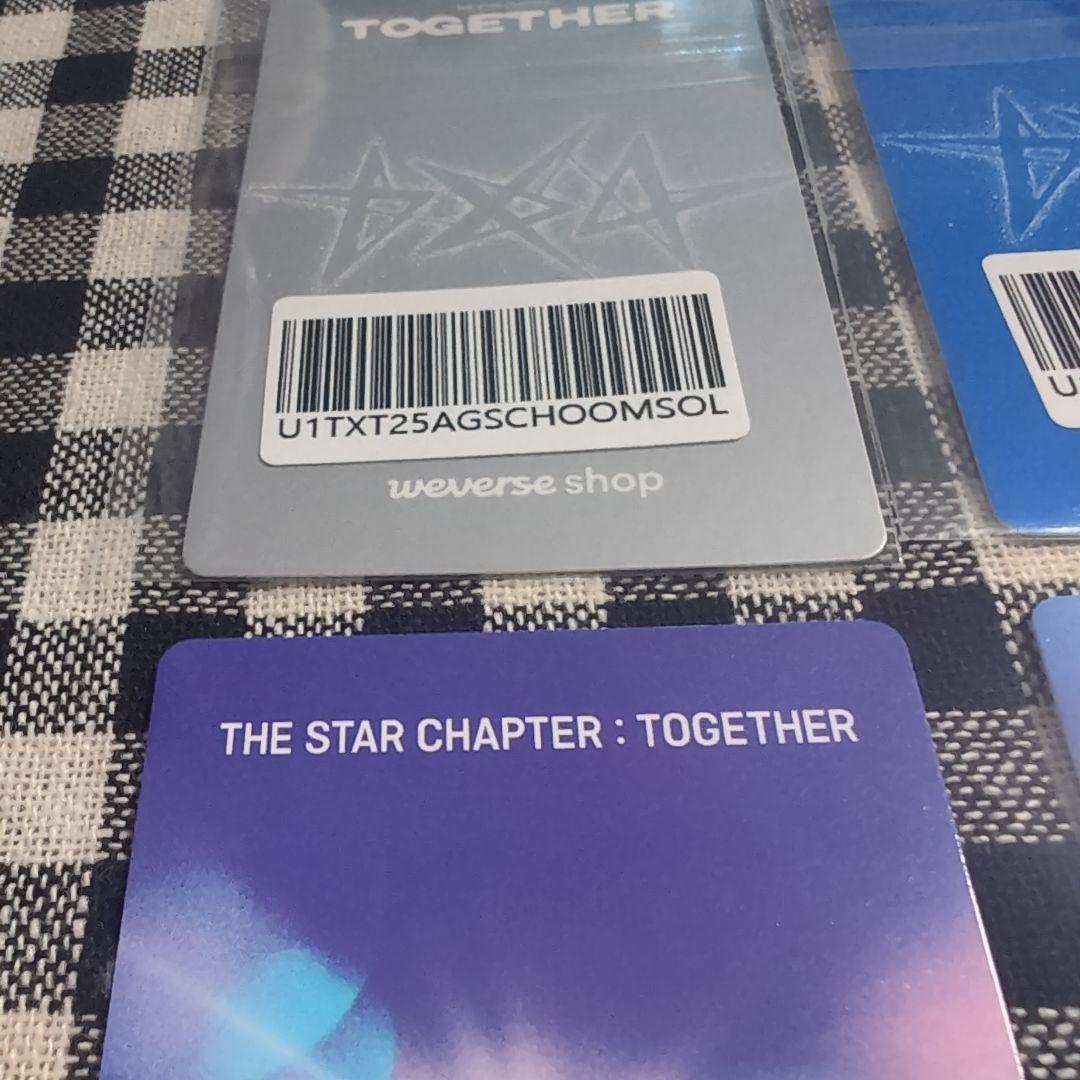 TOGETHER
U1TXT25AGSCHOOMSOL
U
weverse shop
THE STAR CHAPTER : TOGETHER